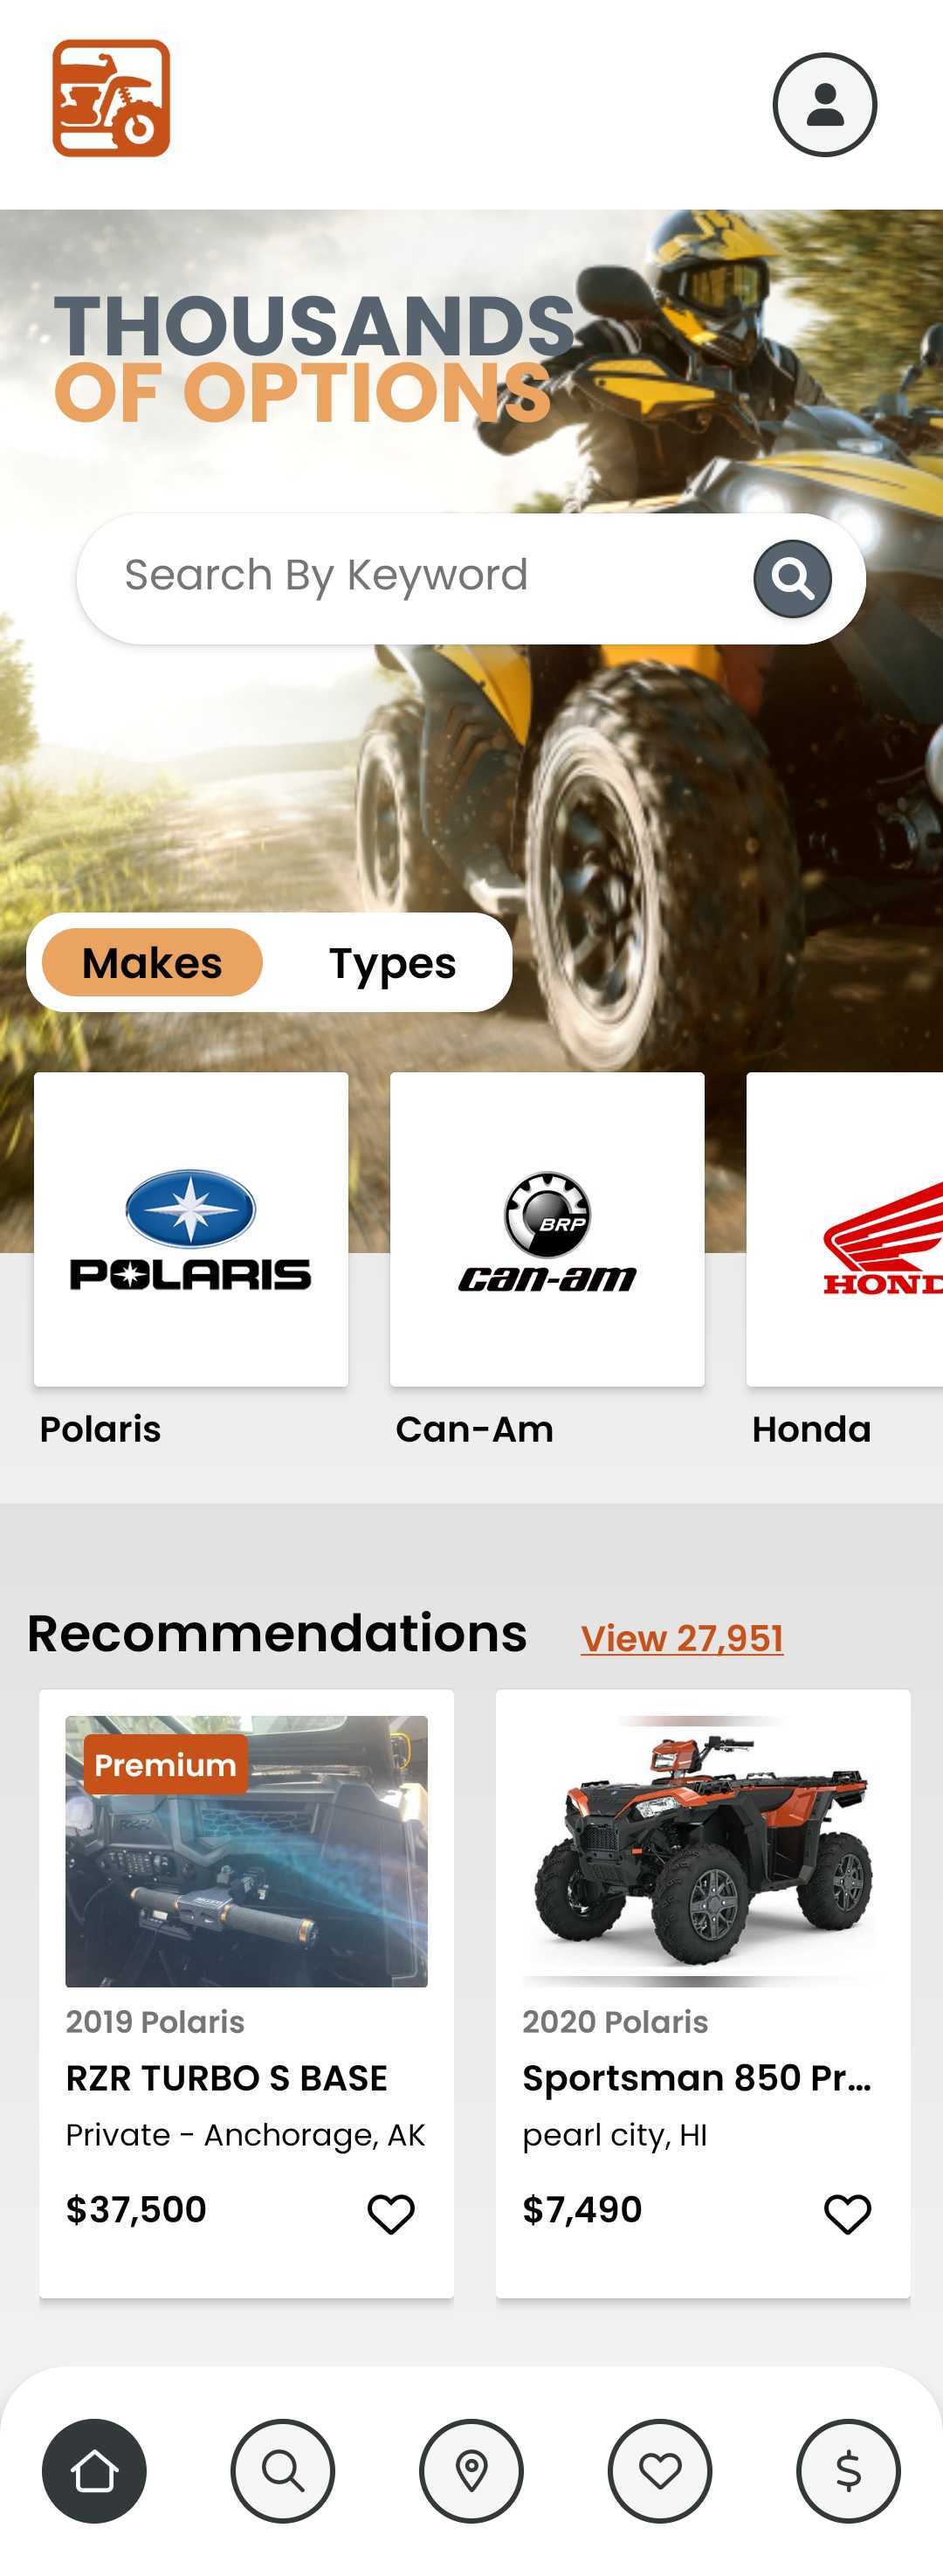 THOUSANDS
OF OPTIONS
Search By Keyword
Makes
Types
POLARIS
BRP
can-am
HOND
Polaris
Can-Am
Honda
Recommendations
View 27,951
Premium
2019 Polaris
RZR TURBO S BASE
Private - Anchorage, AK
$37,500
2020 Polaris
Sportsman 850 Pr...
pearl city, HI
$7,490
$